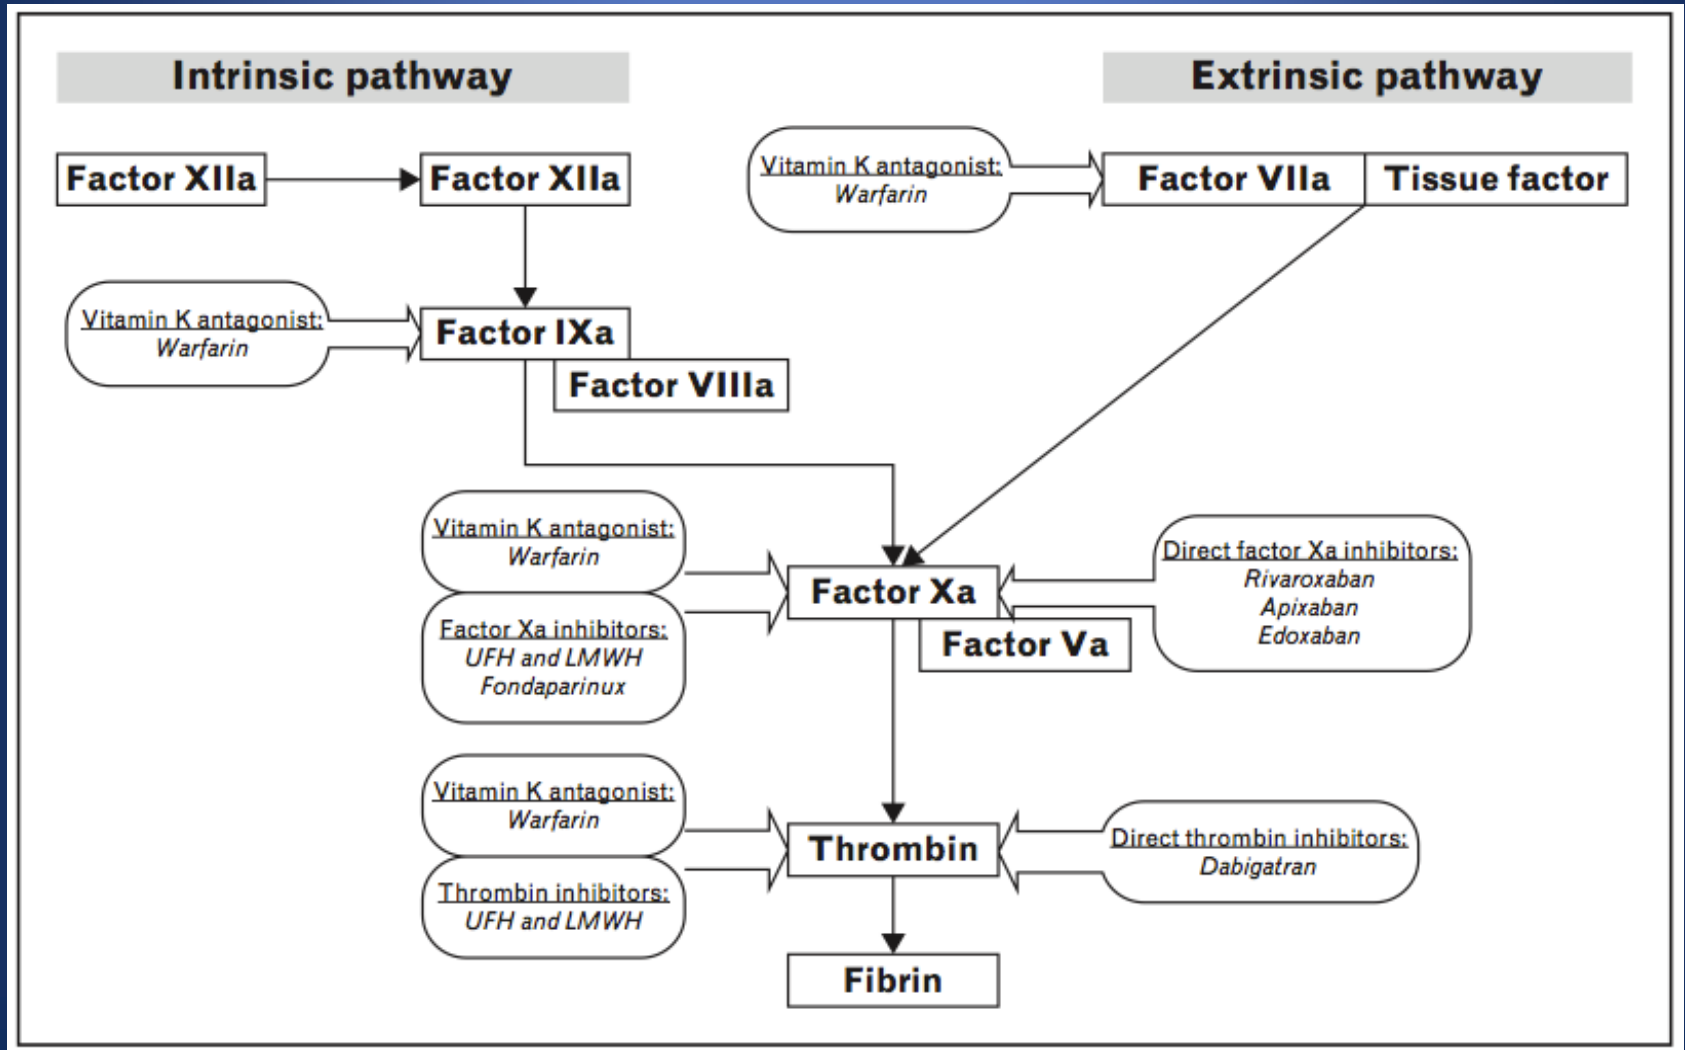 Intrinsic pathway
Extrinsic pathway
Factor XIIa
Factor XIIa
Vitamin K antagonist:
Warfarin
Factor VIIa
Tissue factor
Vitamin K antagonist:
Warfarin
Factor IXa
Factor VIIIa
Vitamin K antagonist:
Warfarin
Factor Xa inhibitors:
UFH and LMWH
Fondaparinux
Factor Xa
Factor Va
Direct factor Xa inhibitors:
Rivaroxaban
Apixaban
Edoxaban
Vitamin K antagonist:
Warfarin
Thrombin inhibitors:
UFH and LMWH
Thrombin
Direct thrombin inhibitors:
Dabigatran
Fibrin